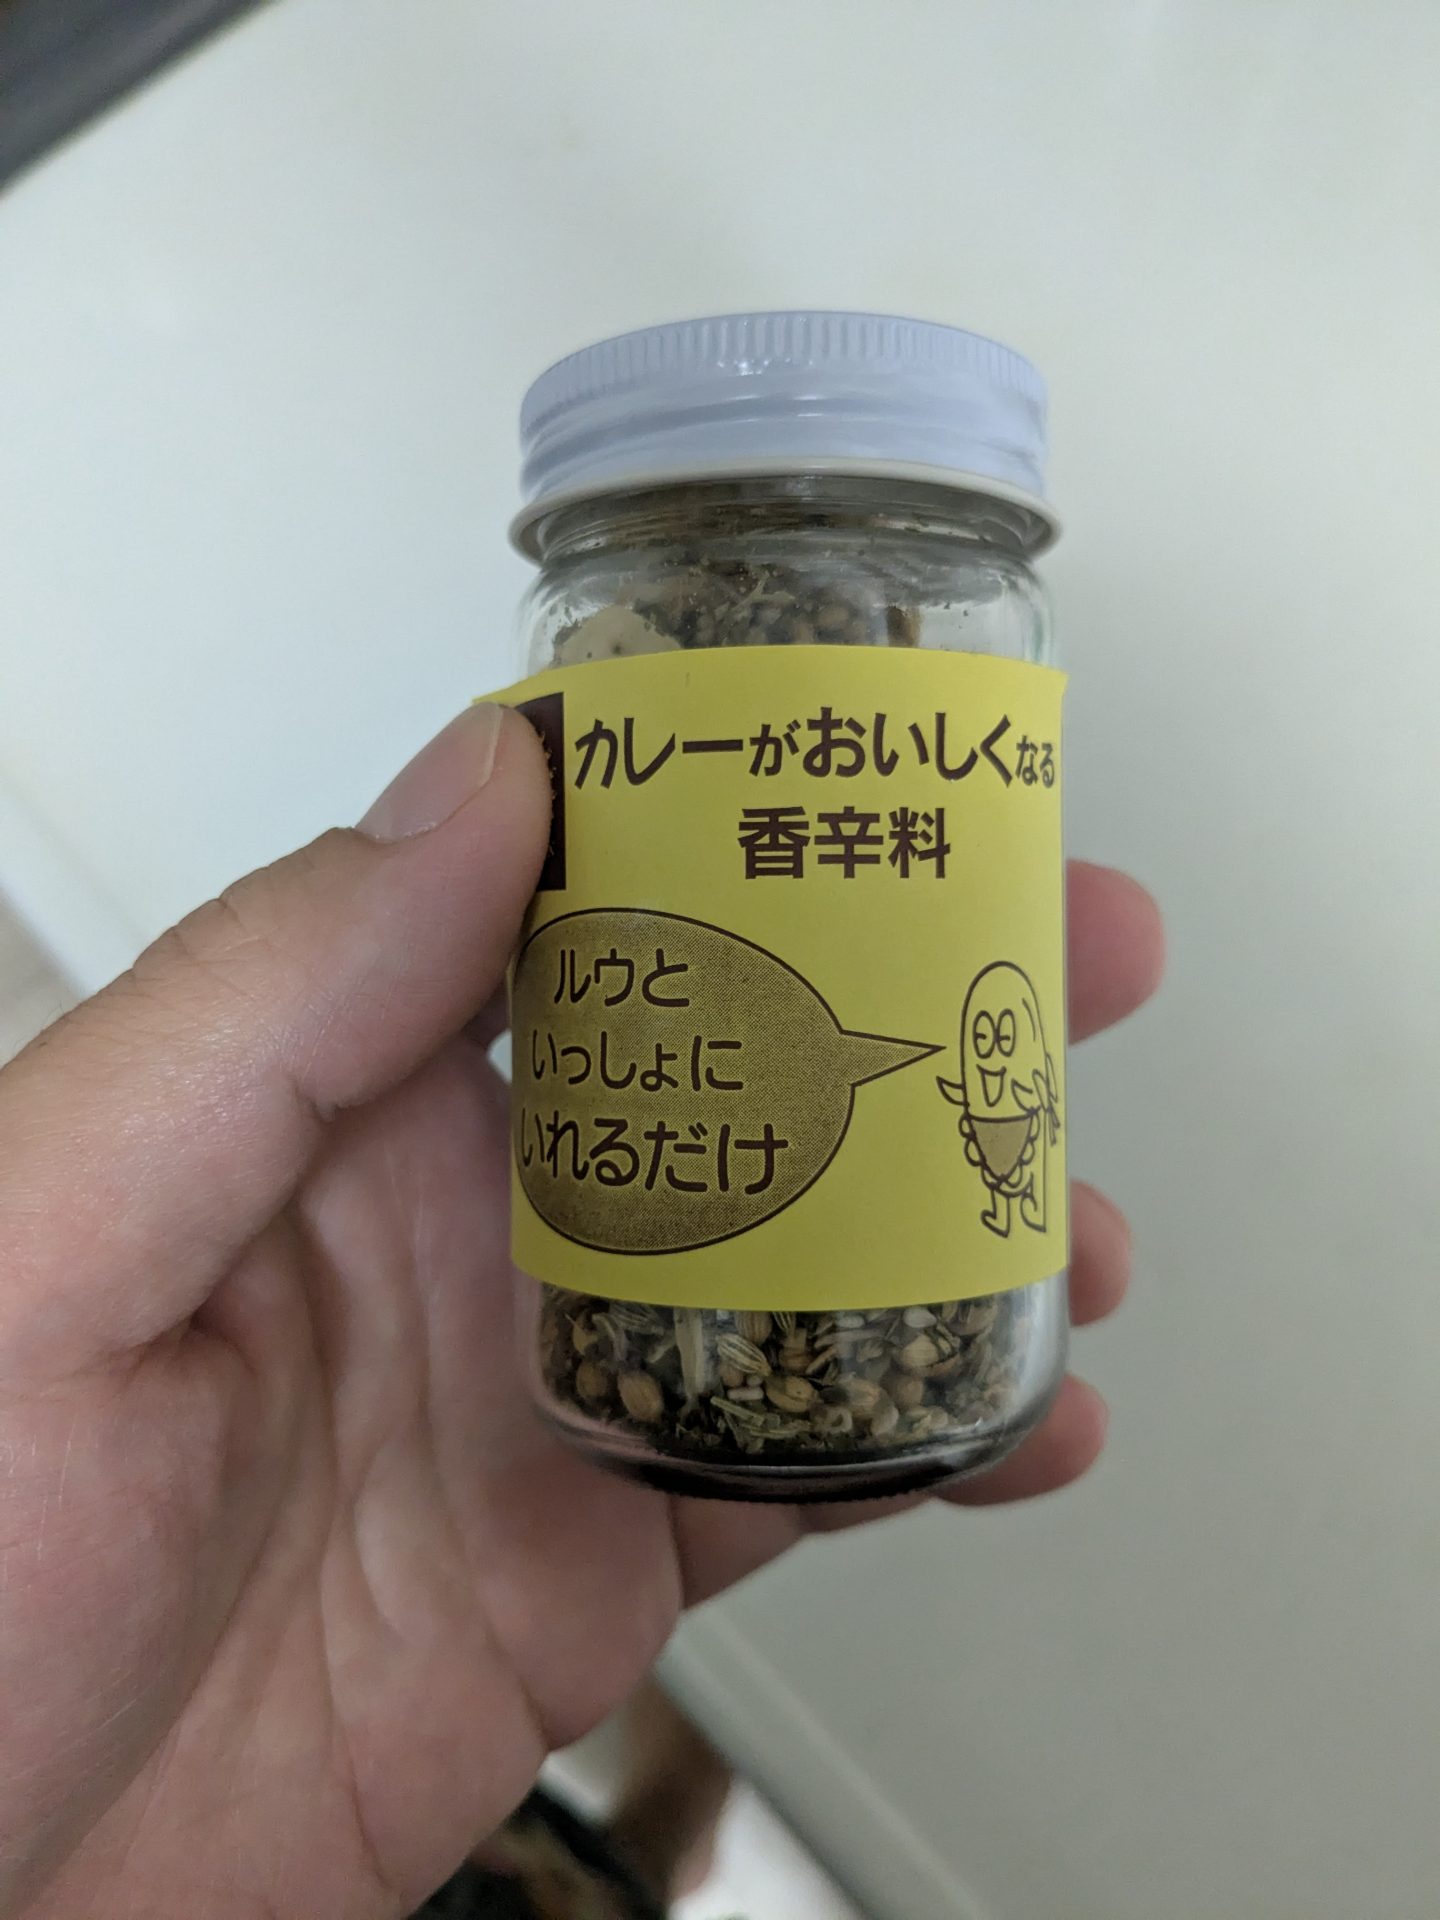 カレーがおいしくなる
香辛料
ルウと
いっしょに
いれるだけ